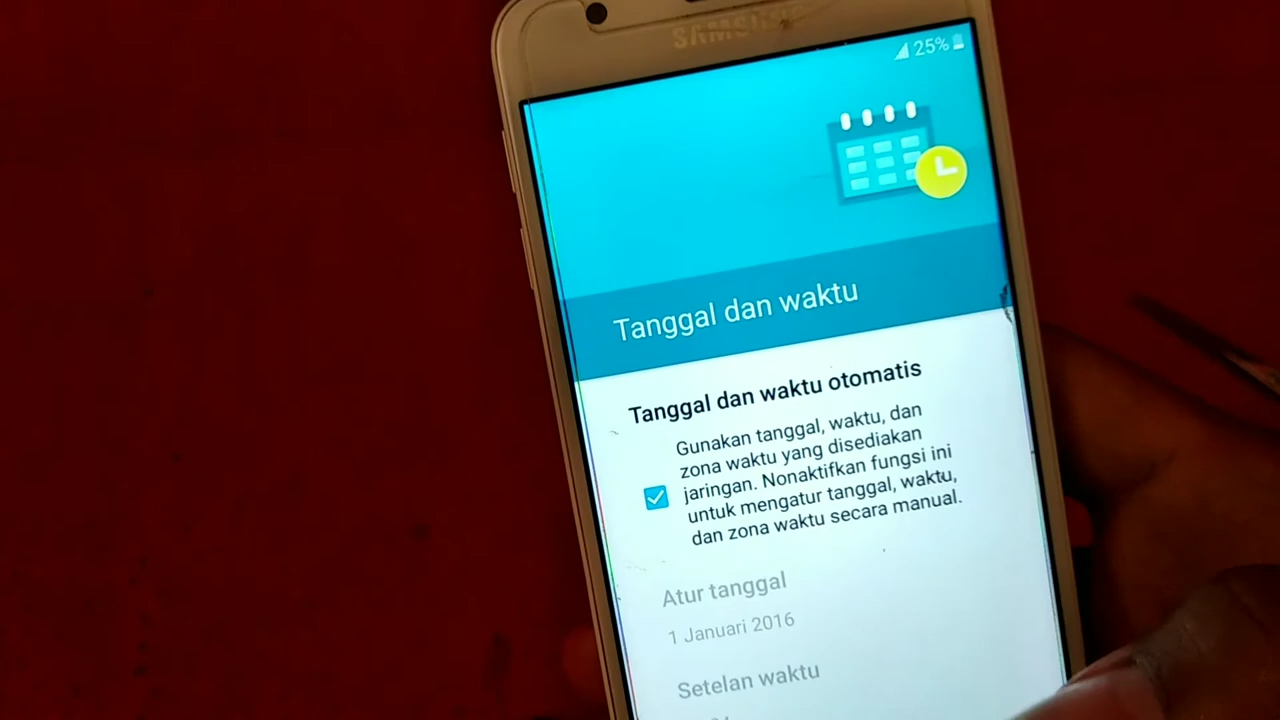 SAMSUNG
25%
Tanggal dan waktu
Tanggal dan waktu otomatis
Gunakan tanggal, waktu, dan
zona waktu yang disediakan
jaringan. Nonaktifkan fungsi ini
untuk mengatur tanggal, waktu,
dan zona waktu secara manual.
Atur tanggal
1 Januari 2016
Setelan waktu